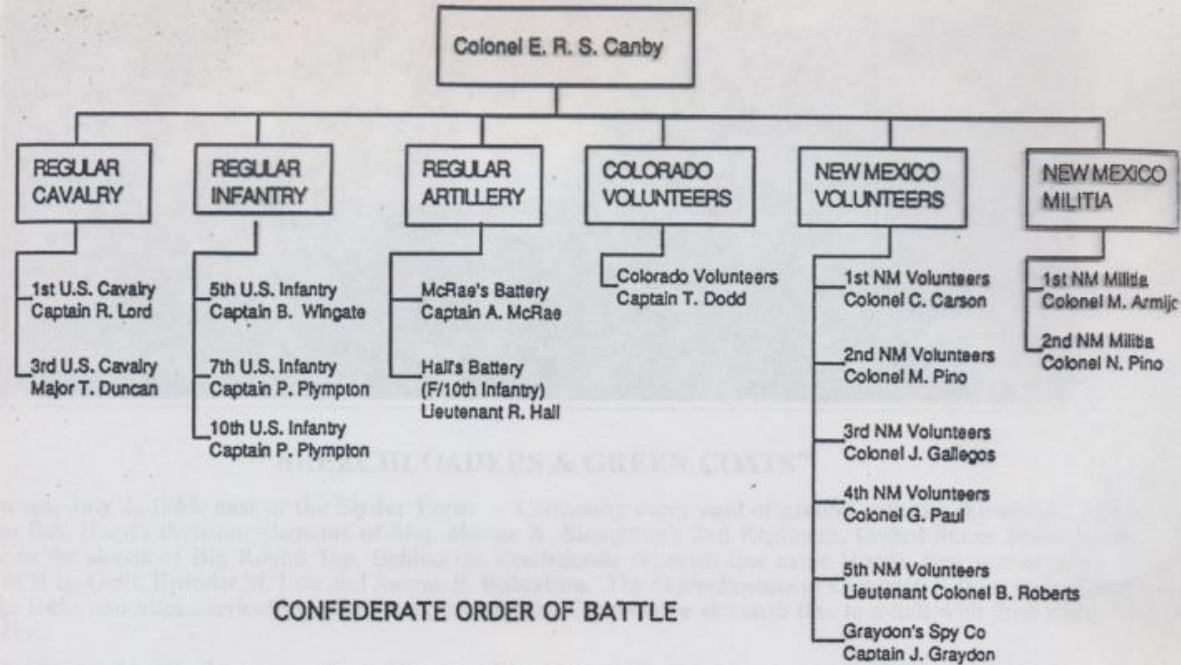 Colonel E. R. S. Canby
REGULAR
CAVALRY
1st U.S. Cavalry
Captain R. Lord
3rd U.S. Cavalry
Major T. Duncan
REGULAR
INFANTRY
5th U.S. Infantry
Captain B. Wingate
7th U.S. Infantry
Captain P. Plympton
10th U.S. Infantry
Captain P. Plympton
REGULAR
ARTILLERY
McRae's Battery
Captain A. McRae
Hall's Battery
(F/10th Infantry)
Lieutenant R. Hall
COLORADO
VOLUNTEERS
Colorado Volunteers
Captain T. Dodd
NEW MEXICO
VOLUNTEERS
1st NM Volunteers
Colonel C. Carson
2nd NM Volunteers
Colonel M. Pino
3rd NM Volunteers
Colonel J. Gallegos
4th NM Volunteers
Colonel G. Paul
5th NM Volunteers
Lieutenant Colonel B. Roberts
Graydon's Spy Co
Captain J. Graydon
NEW MEXICO
MILITIA
1st NM Militia
Colonel M. Armijc
2nd NM Militia
Colonel N. Pino
& GREEN COATS"
CONFEDERATE ORDER OF BATTLE